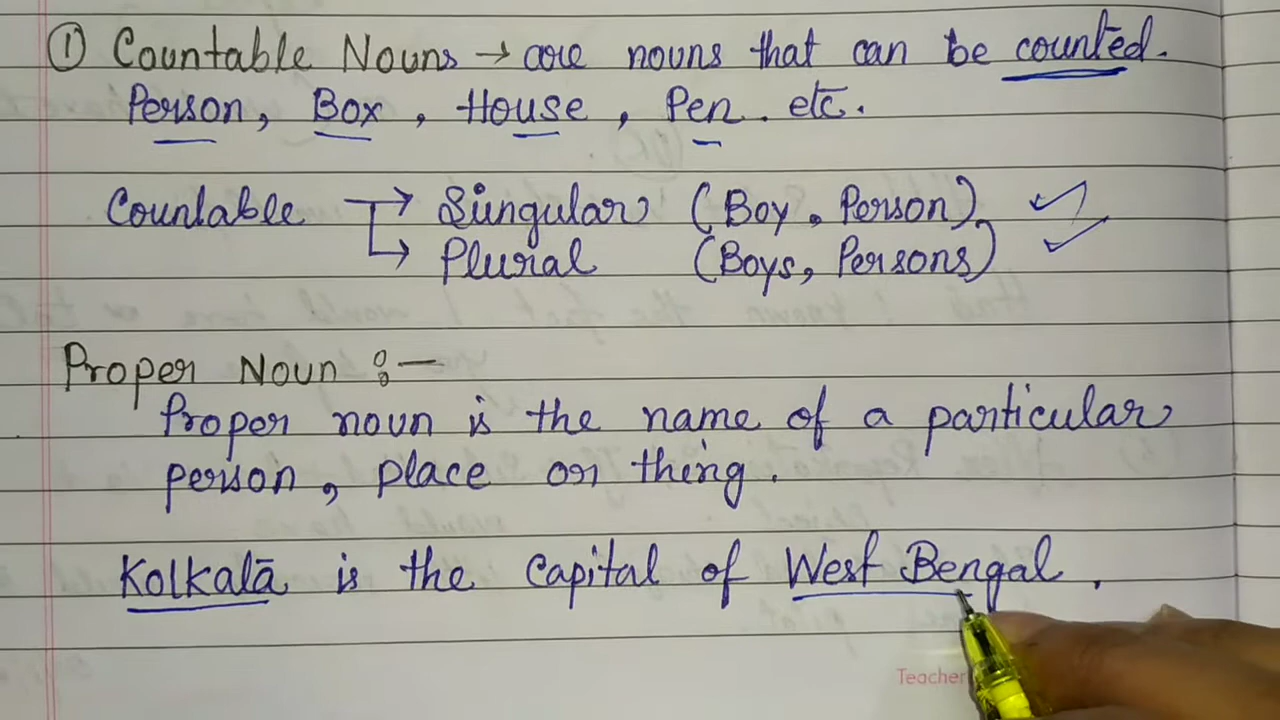 ① Countable Nouns → are nouns that can be counted.
Person, Box, House, Pen. etc.
Countable → Singular (Boy, Person) ✓
→ Plural (Boys, Persons) ✓
Proper Noun :—
Proper noun is the name of a particular
person, place or thing.
Kolkata is the capital of West Bengal.
Teacher